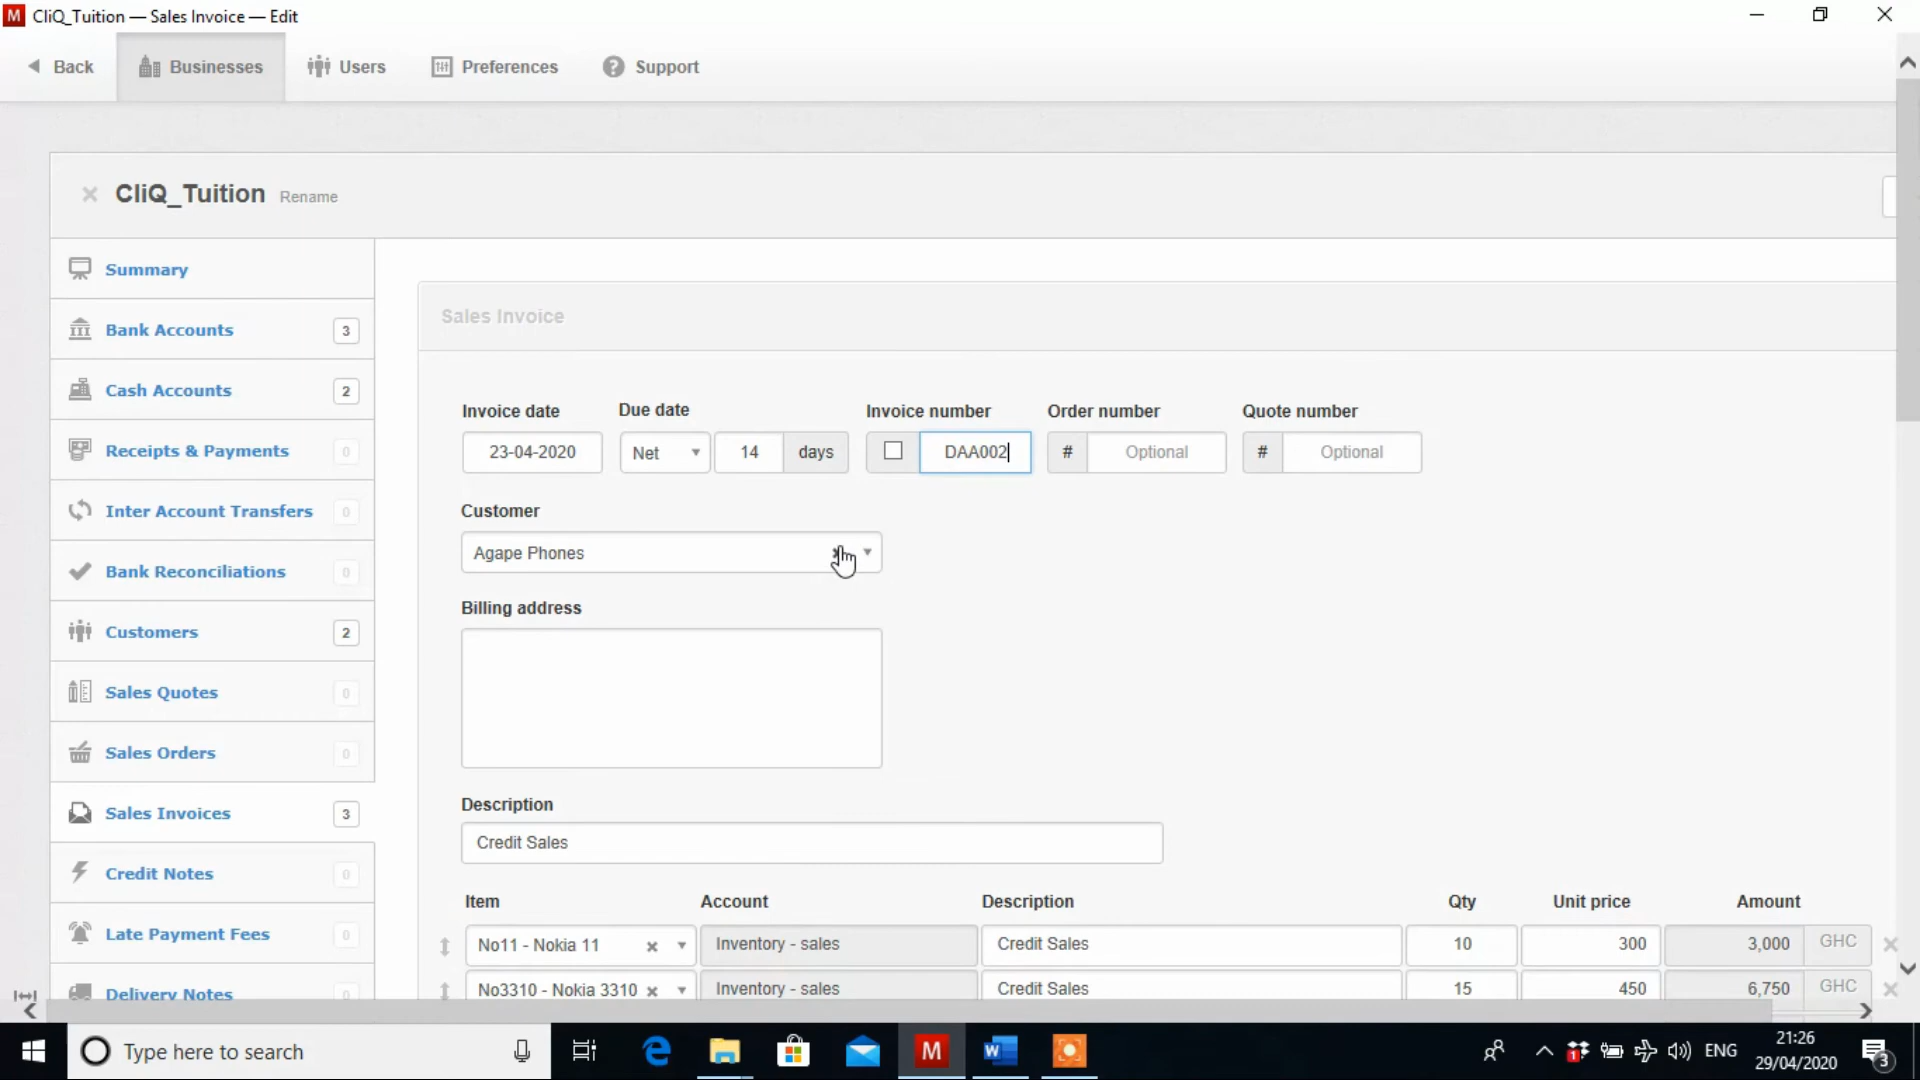 M CliQ_Tuition — Sales Invoice — Edit
Back Businesses Users Preferences Support
CliQ_Tuition Rename
Summary
Bank Accounts 3
Cash Accounts 2
Receipts & Payments 0
Inter Account Transfers 0
Bank Reconciliations 0
Customers 2
Sales Quotes 0
Sales Orders 0
Sales Invoices 3
Credit Notes 0
Late Payment Fees 0
Delivery Notes 0
Sales Invoice
Invoice date Due date Invoice number Order number Quote number
23-04-2020 Net 14 days DAA002 # Optional # Optional
Customer
Agape Phones
Billing address
Description
Credit Sales
Item Account Description Qty Unit price Amount
No11 - Nokia 11 Inventory - sales Credit Sales 10 300 3,000 GHC
No3310 - Nokia 3310 Inventory - sales Credit Sales 15 450 6,750 GHC
Type here to search
M
W
1
ENG
21:26
29/04/2020
3